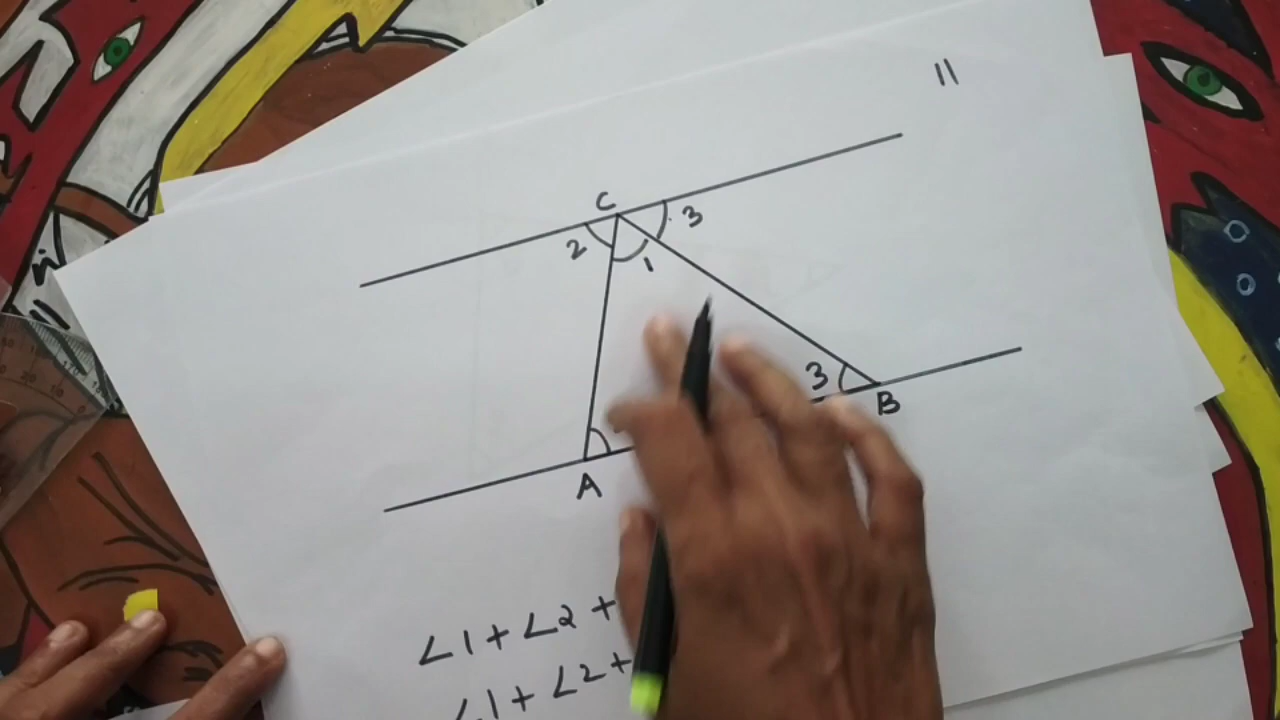 11
C
2
1
3
3
B
A
∠1 + ∠2 +
∠1 + ∠2 +